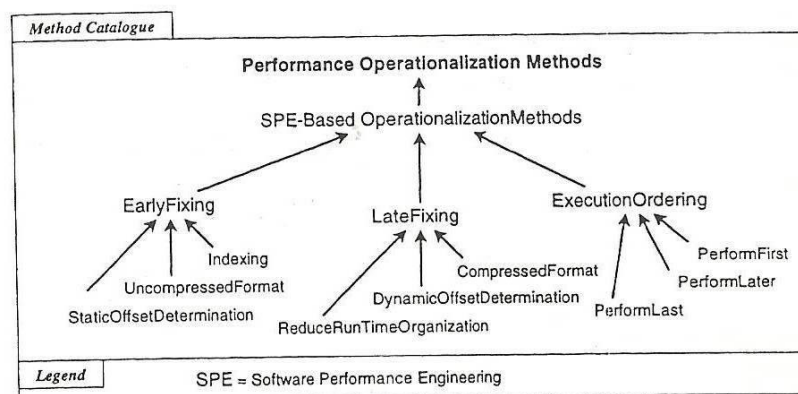 Method Catalogue
Performance Operationalization Methods
SPE-Based OperationalizationMethods
EarlyFixing
LateFixing
ExecutionOrdering
Indexing
UncompressedFormat
StaticOffsetDetermination
CompressedFormat
DynamicOffsetDetermination
ReduceRunTimeOrganization
PerformFirst
PerformLater
PerformLast
Legend
SPE = Software Performance Engineering